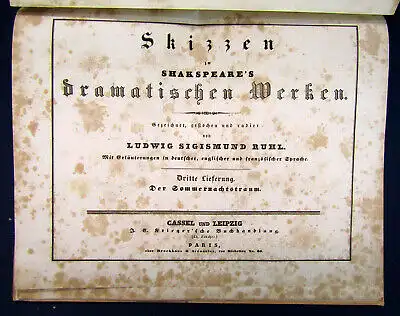 Skizzen
zu
SHAKSPEARE'S
dramatischen Werken.
Gezeichnet, gestochen und radirt
von
LUDWIG SIGISMUND RUHL.
Mit Erläuterungen in deutscher, englischer und französischer Sprache.
Dritte Lieferung.
Der Sommernachtstraum.
CASSEL UND LEIPZIG
J. C. Krieger'sche Buchhandlung.
PARIS,